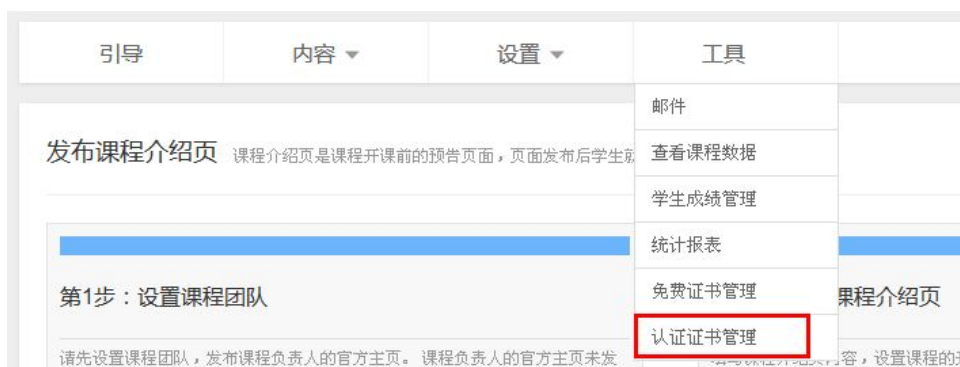 引导 内容 设置 工具
邮件
发布课程介绍页 课程介绍页是课程开课前的预告页面，页面发布后学生就
查看课程数据
学生成绩管理
统计报表
免费证书管理
第1步：设置课程团队
课程介绍页
认证证书管理
请先设置课程团队，发布课程负责人的官方主页。课程负责人的官方主页未发
容，设置课程的